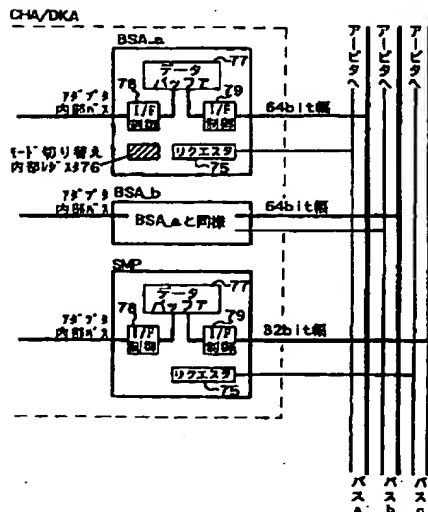 CHA/DKA
BSA_a
77
データ
バッファ
78
79
アダプタ
内部バス
I/F
制御
I/F
制御
64bit幅
モード切り替え
内部レジスタ76
リクエスタ
75
アダプタ
内部バス
BSA_b
BSA_aと同様
64bit幅
SMP
77
データ
バッファ
78
79
アダプタ
内部バス
I/F
制御
I/F
制御
32bit幅
リクエスタ
75
アービタへ
アービタへ
アービタへ
バスa
バスb
バスc